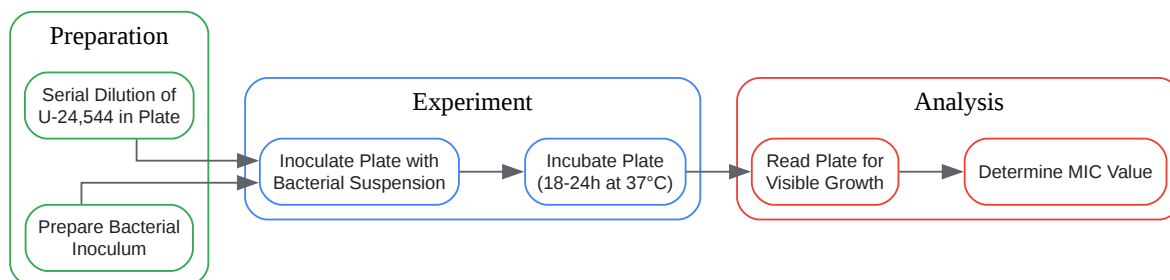 Preparation
Serial Dilution of
U-24,544 in Plate
Prepare Bacterial
Inoculum
Experiment
Inoculate Plate with
Bacterial Suspension
Incubate Plate
(18-24h at 37°C)
Analysis
Read Plate for
Visible Growth
Determine MIC Value